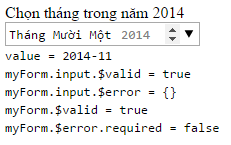 Chọn tháng trong năm 2014
Tháng Mười Một 2014
value = 2014-11
myForm.input.$valid = true
myForm.input.$error = {}
myForm.$valid = true
myForm.$error.required = false